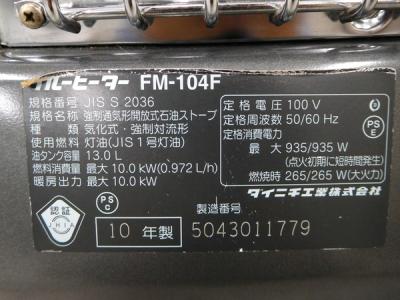 ブルーヒーター FM-104F
規格番号 JIS S 2036
規格名称 強制通気形開放式石油ストーブ
種 類 気化式・強制対流形
使用燃料 灯油(JIS 1号灯油)
油タンク容量 13.0L
燃料消費量 最大 10.0 kW(0.972 L/h)
暖房出力 最大 10.0 kW
定格電圧 100 V
定格周波数 50/60 Hz
定格消費電力
最 大 935/935 W
(点火初期に短時間発生)
燃焼時 265/265 W(大火力)
PS
E
ダイニチ工業株式会社
認証
JHIA
PS
C
製造番号
10 年製 5043011779